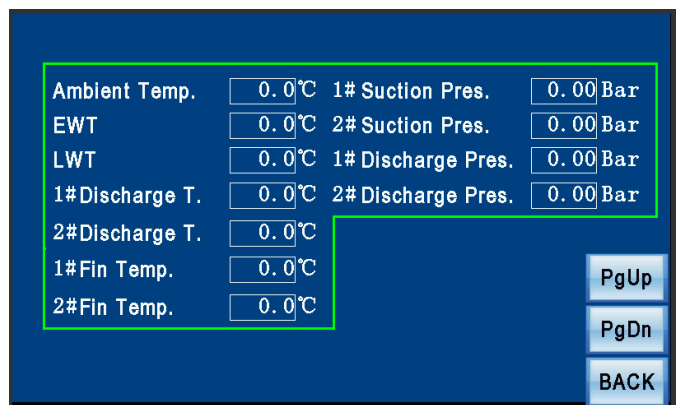 Ambient Temp. 0.0℃ 1# Suction Pres. 0.00 Bar
EWT 0.0℃ 2# Suction Pres. 0.00 Bar
LWT 0.0℃ 1# Discharge Pres. 0.00 Bar
1#Discharge T. 0.0℃ 2# Discharge Pres. 0.00 Bar
2#Discharge T. 0.0℃
1#Fin Temp. 0.0℃
2#Fin Temp. 0.0℃
PgUp
PgDn
BACK